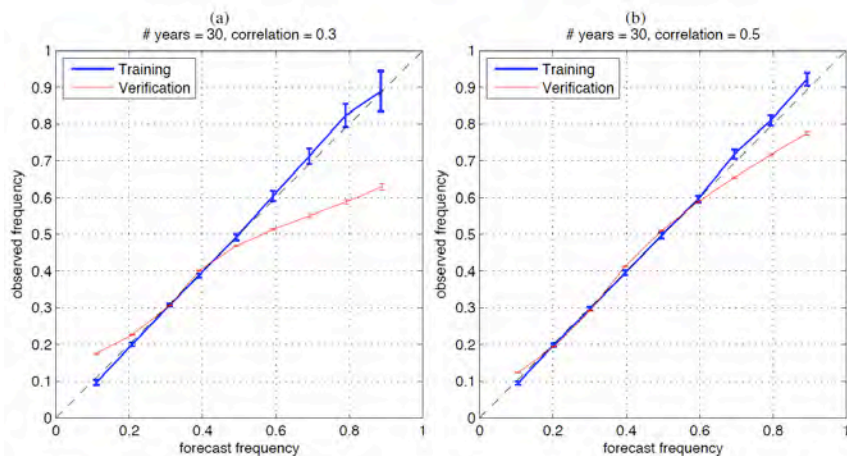 (a)
# years = 30, correlation = 0.3
Training
Verification
1
0.9
0.8
0.7
0.6
0.5
0.4
0.3
0.2
0.1
0
observed frequency
0
0.2
0.4
0.6
0.8
1
forecast frequency
(b)
# years = 30, correlation = 0.5
Training
Verification
1
0.9
0.8
0.7
0.6
0.5
0.4
0.3
0.2
0.1
0
observed frequency
0
0.2
0.4
0.6
0.8
1
forecast frequency